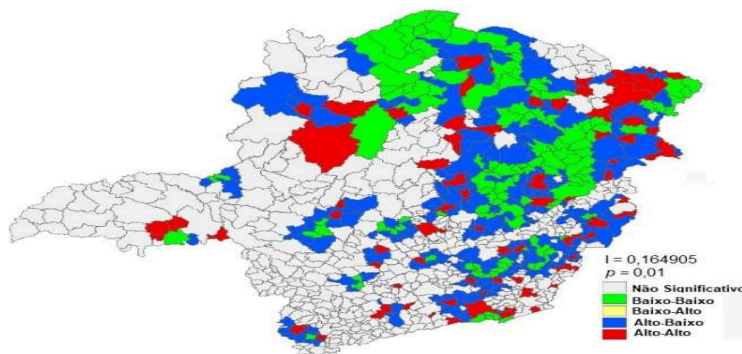 I = 0,164905
p = 0,01
Não Significativo
Baixo-Baixo
Baixo-Alto
Alto-Baixo
Alto-Alto